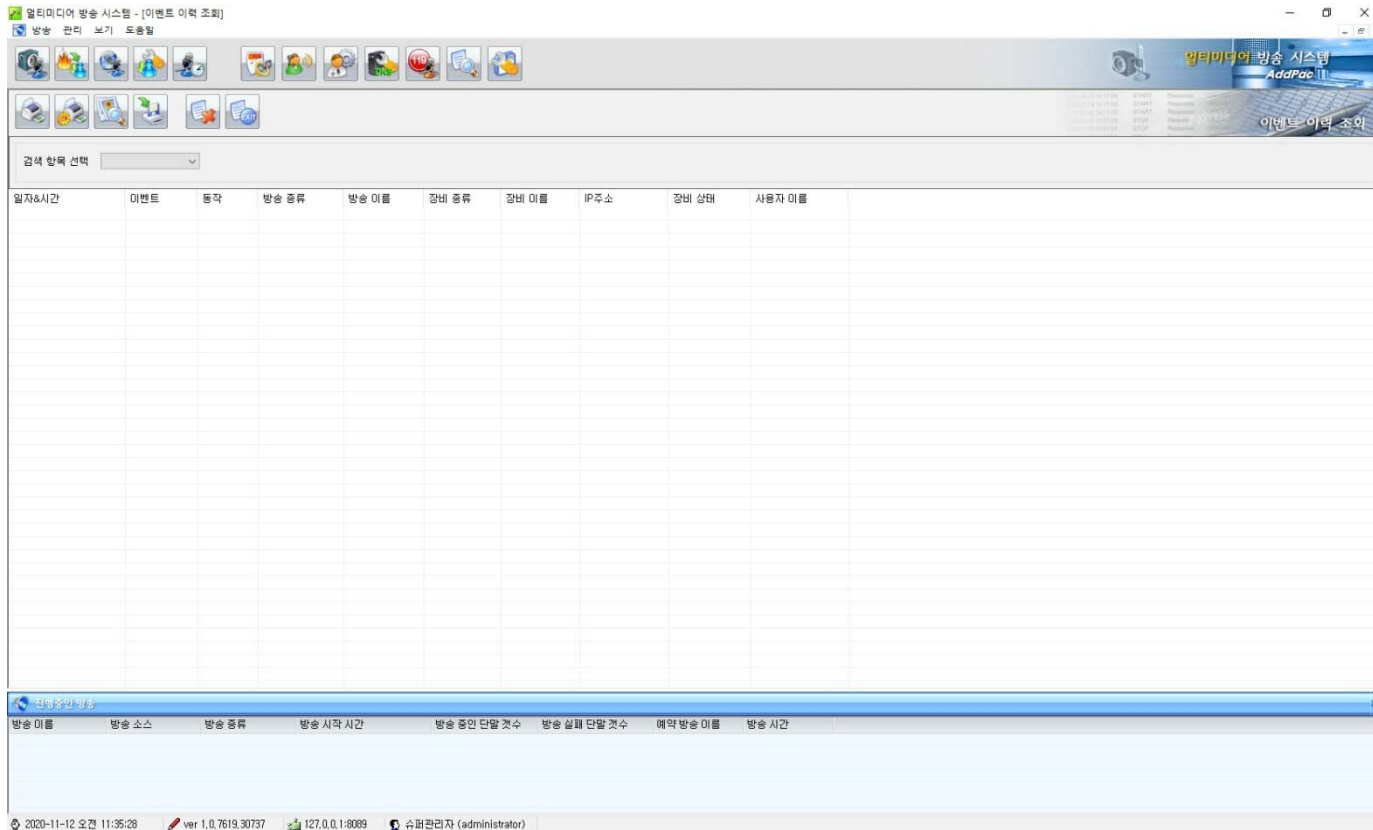 멀티미디어 방송 시스템 - [이벤트 이력 조회]
방송 관리 보기 도움말
멀티미디어 방송 시스템
AddPac
이벤트 이력 조회
검색 항목 선택
일자&시간 이벤트 동작 방송 종류 방송 이름 장비 종류 장비 이름 IP주소 장비 상태 사용자 이름
진행중인 방송
방송 이름 방송 소스 방송 종류 방송 시작 시간 방송 중인 단말 갯수 방송 실패 단말 갯수 예약 방송 이름 방송 시간
2020-11-12 오전 11:35:28 ver 1,0,7619,30737 127,0,0,1:8089 슈퍼관리자 (administrator)